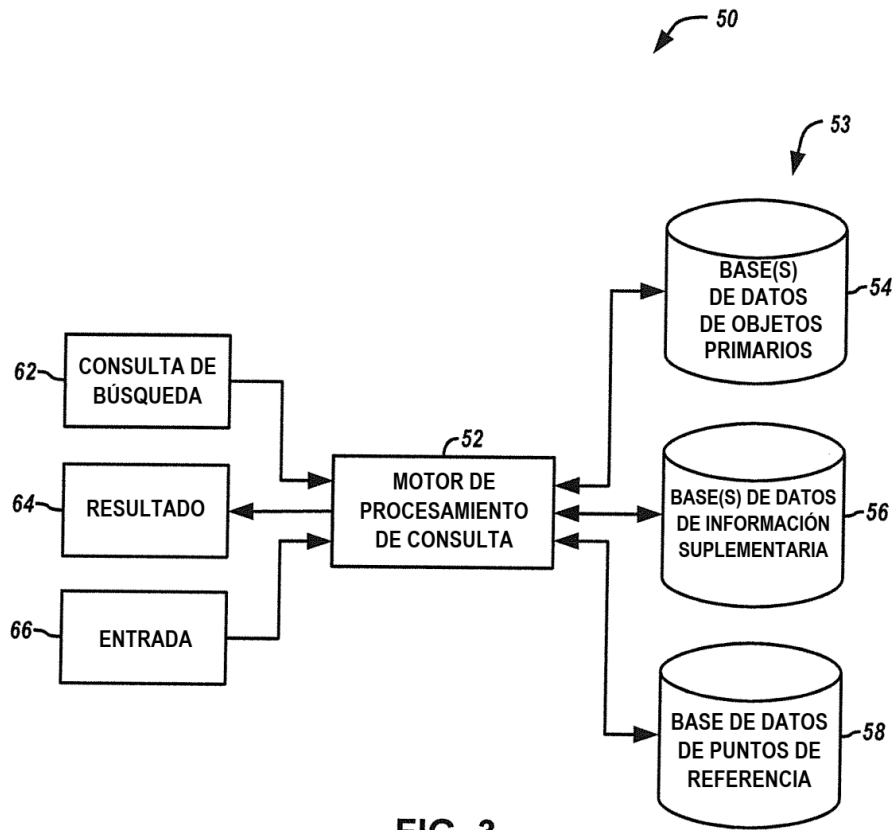 50
53
BASE(S)
DE DATOS
DE OBJETOS
PRIMARIOS
54
62
CONSULTA DE
BÚSQUEDA
52
MOTOR DE
PROCESAMIENTO
DE CONSULTA
64
RESULTADO
BASE(S) DE DATOS
DE INFORMACIÓN
SUPLEMENTARIA
56
66
ENTRADA
BASE DE DATOS
DE PUNTOS DE
REFERENCIA
58
FIG. 3